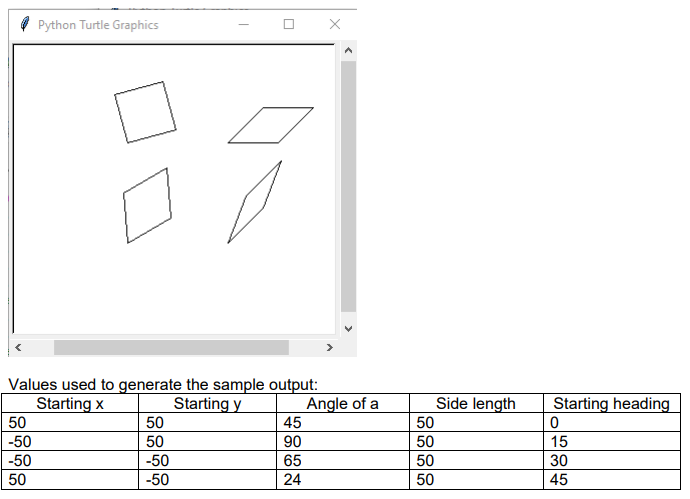 Python Turtle Graphics
Values used to generate the sample output:
Starting x Starting y Angle of a Side length Starting heading
50 50 45 50 0
-50 50 90 50 15
-50 -50 65 50 30
50 -50 24 50 45